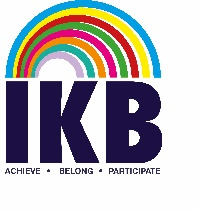 IKB
ACHIEVE • BELONG • PARTICIPATE